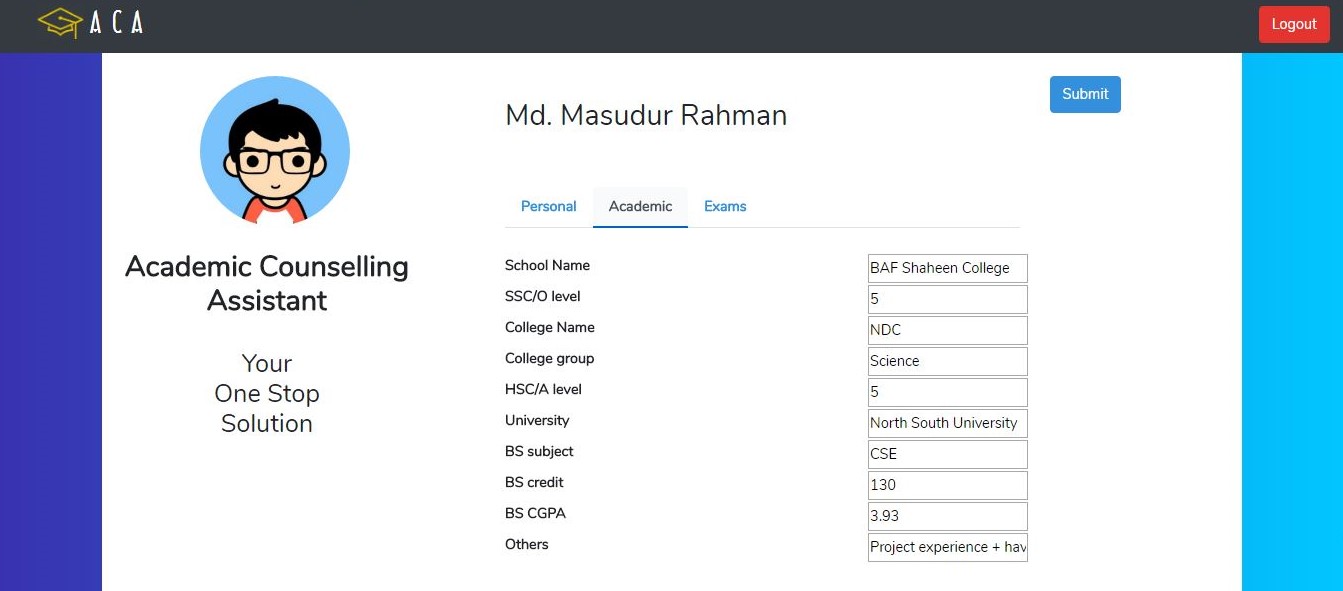 ACA
Logout
Submit
Md. Masudur Rahman
Personal Academic Exams
Academic Counselling
Assistant
Your
One Stop
Solution
School Name BAF Shaheen College
SSC/O level 5
College Name NDC
College group Science
HSC/A level 5
University North South University
BS subject CSE
BS credit 130
BS CGPA 3.93
Others Project experience + hav